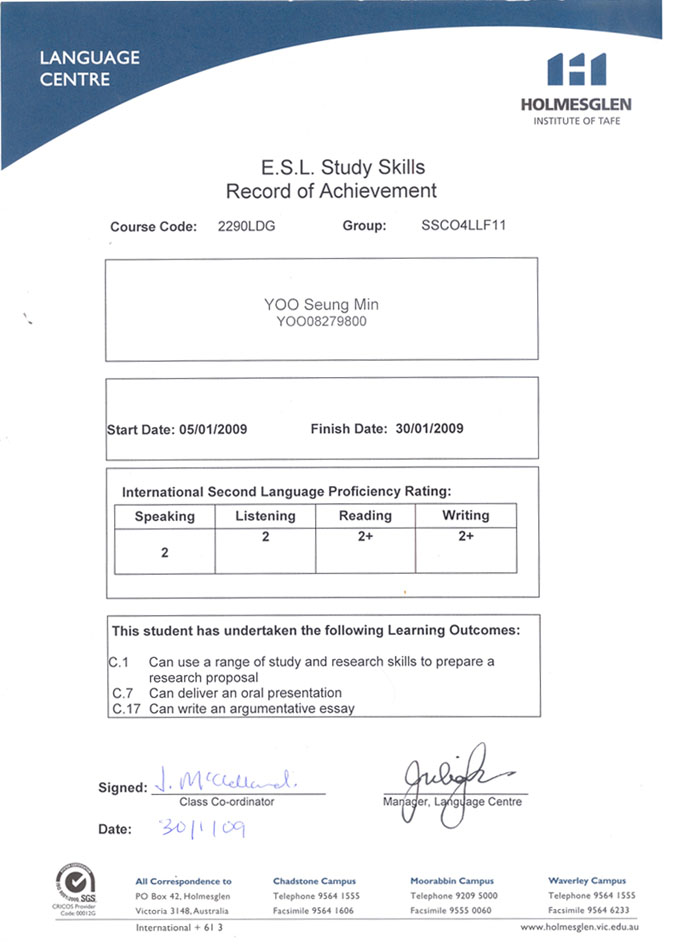 LANGUAGE
CENTRE
HOLMESGLEN
INSTITUTE OF TAFE
E.S.L. Study Skills
Record of Achievement
Course Code: 2290LDG Group: SSCO4LLF11
YOO Seung Min
YOO08279800
Start Date: 05/01/2009 Finish Date: 30/01/2009
International Second Language Proficiency Rating:
Speaking Listening Reading Writing
2 2 2+ 2+
This student has undertaken the following Learning Outcomes:
C.1 Can use a range of study and research skills to prepare a
research proposal
C.7 Can deliver an oral presentation
C.17 Can write an argumentative essay
Signed: J. McClelland.
Class Co-ordinator Manager, Language Centre
Date: 30/1/09
SGS
CRICOS Provider
Code: 00012G
All Correspondence to
PO Box 42, Holmesglen
Victoria 3148, Australia
International + 61 3
Chadstone Campus
Telephone 9564 1555
Facsimile 9564 1606
Moorabbin Campus
Telephone 9209 5000
Facsimile 9555 0060
Waverley Campus
Telephone 9564 1555
Facsimile 9564 6233
www.holmesglen.vic.edu.au